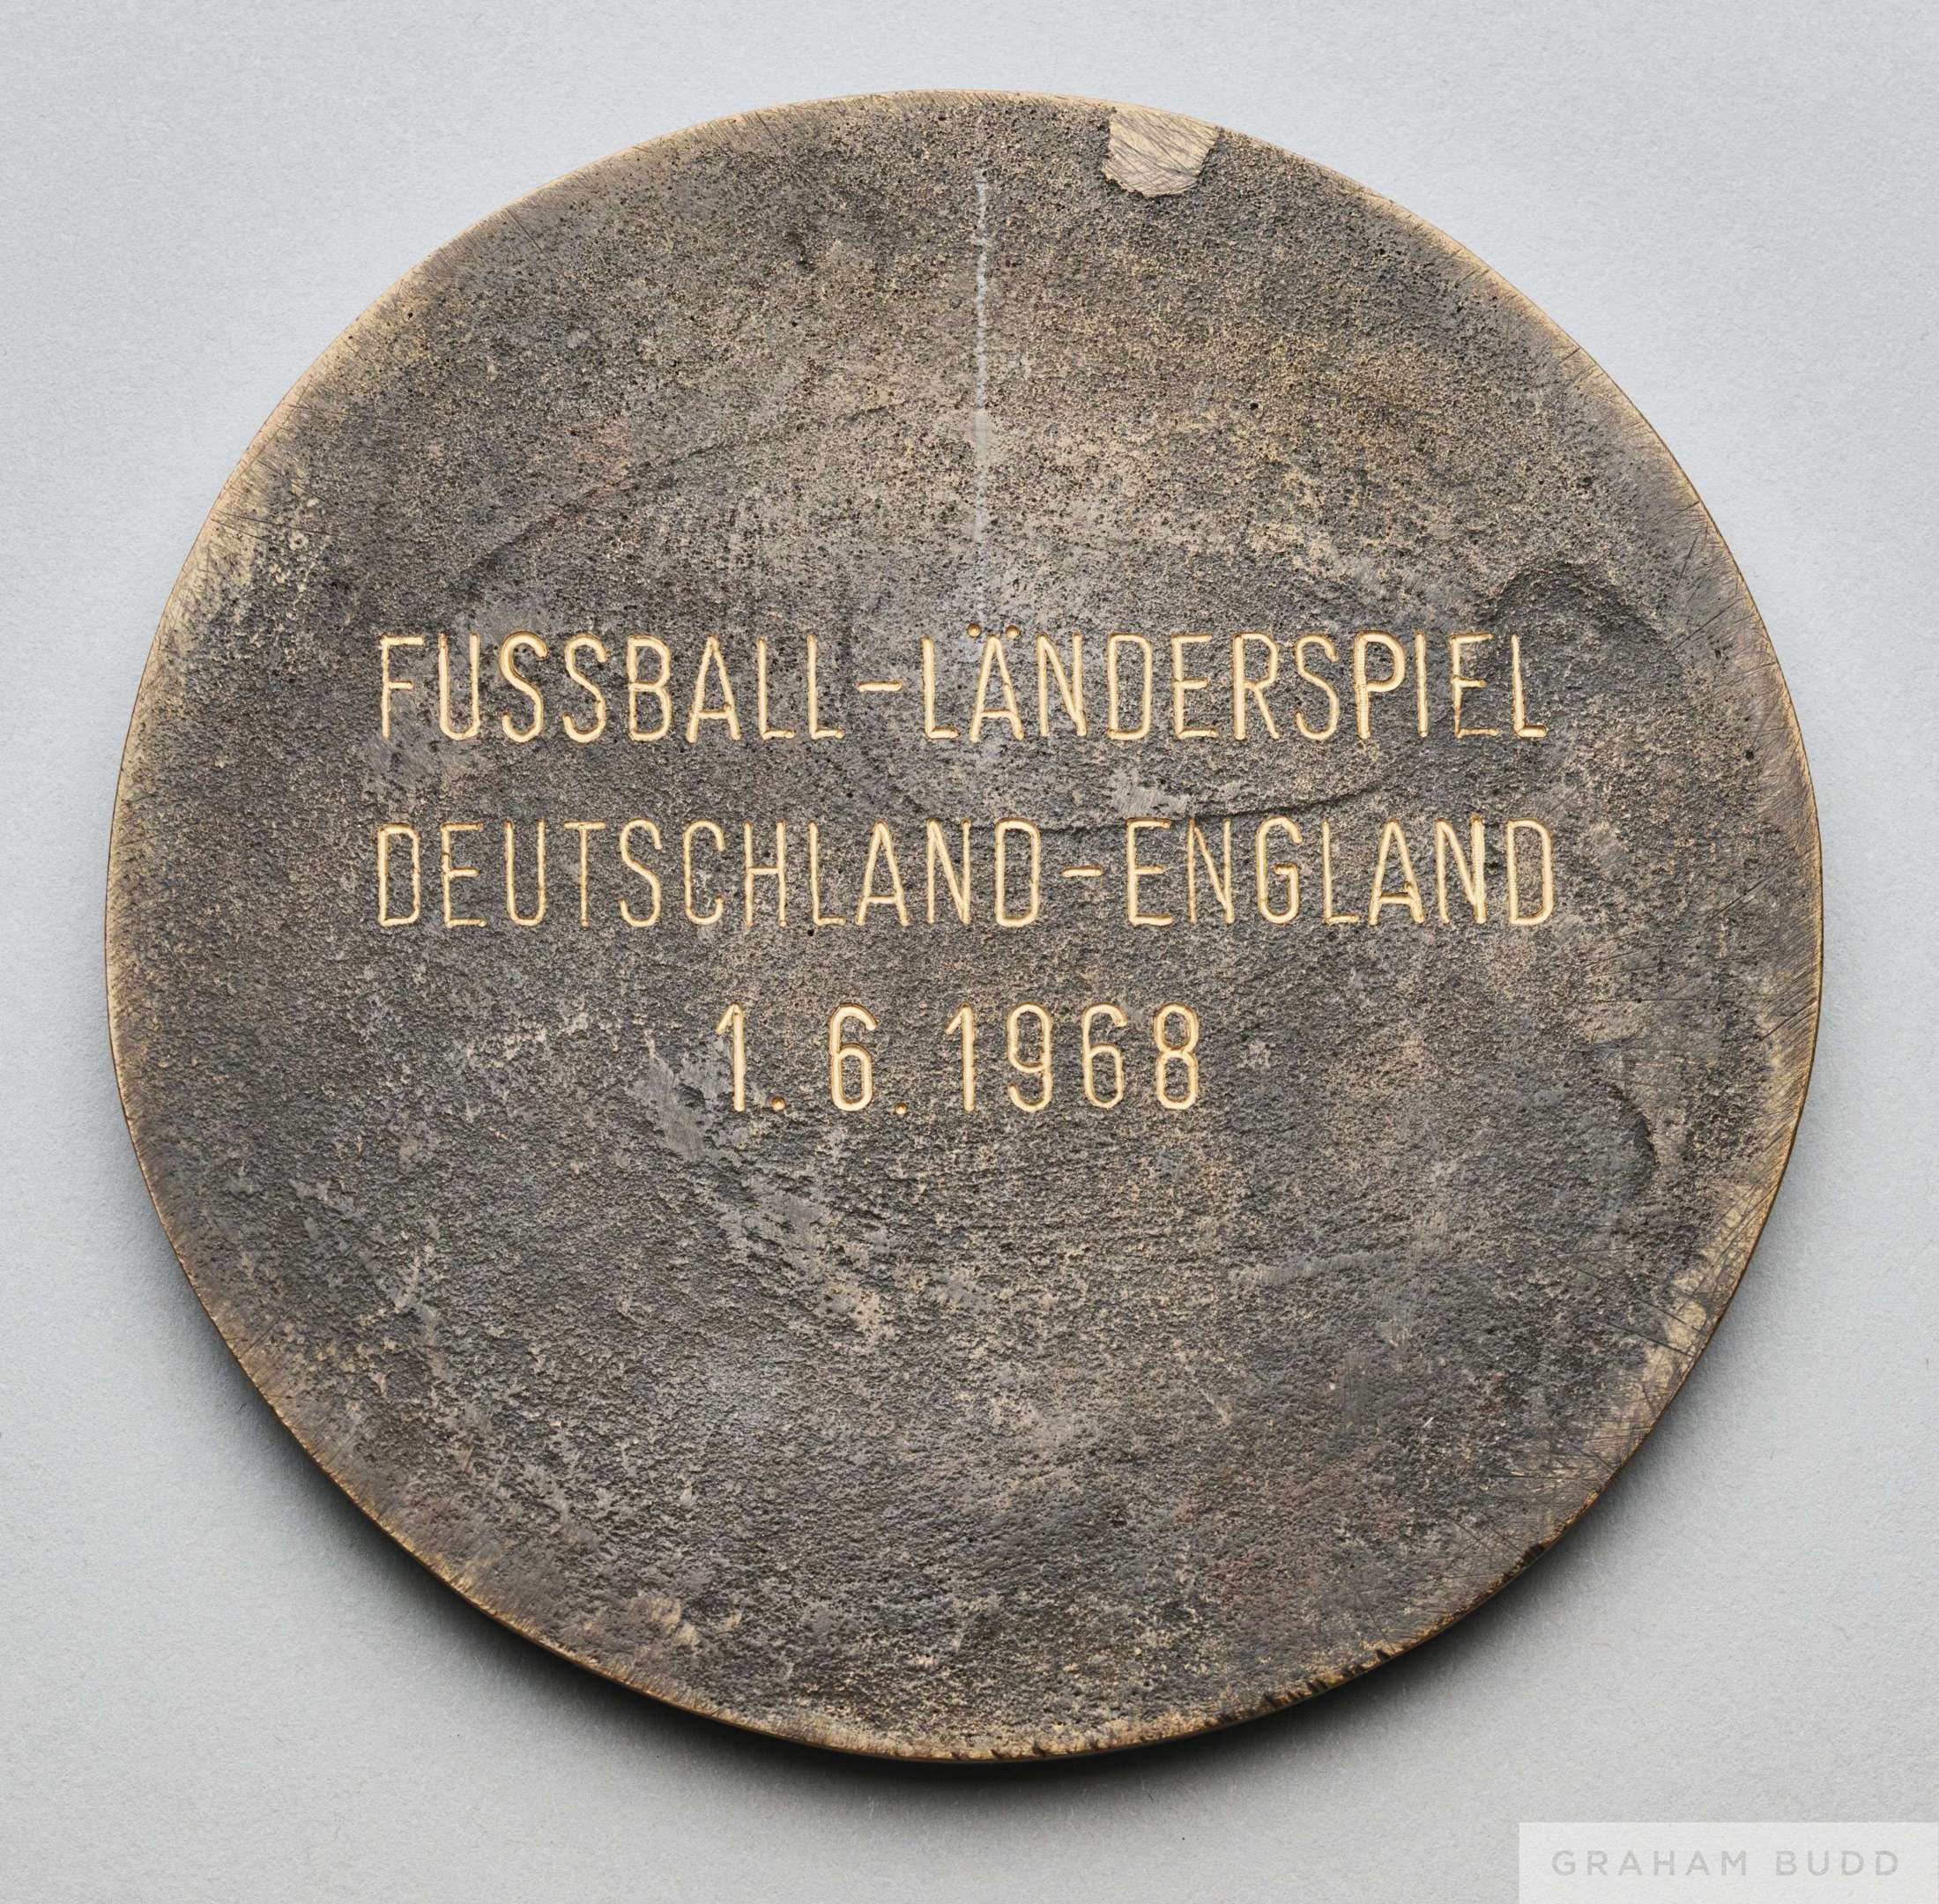 FUSSBALL-LÄNDERSPIEL
DEUTSCHLAND-ENGLAND
1.6.1968
GRAHAM BUDD